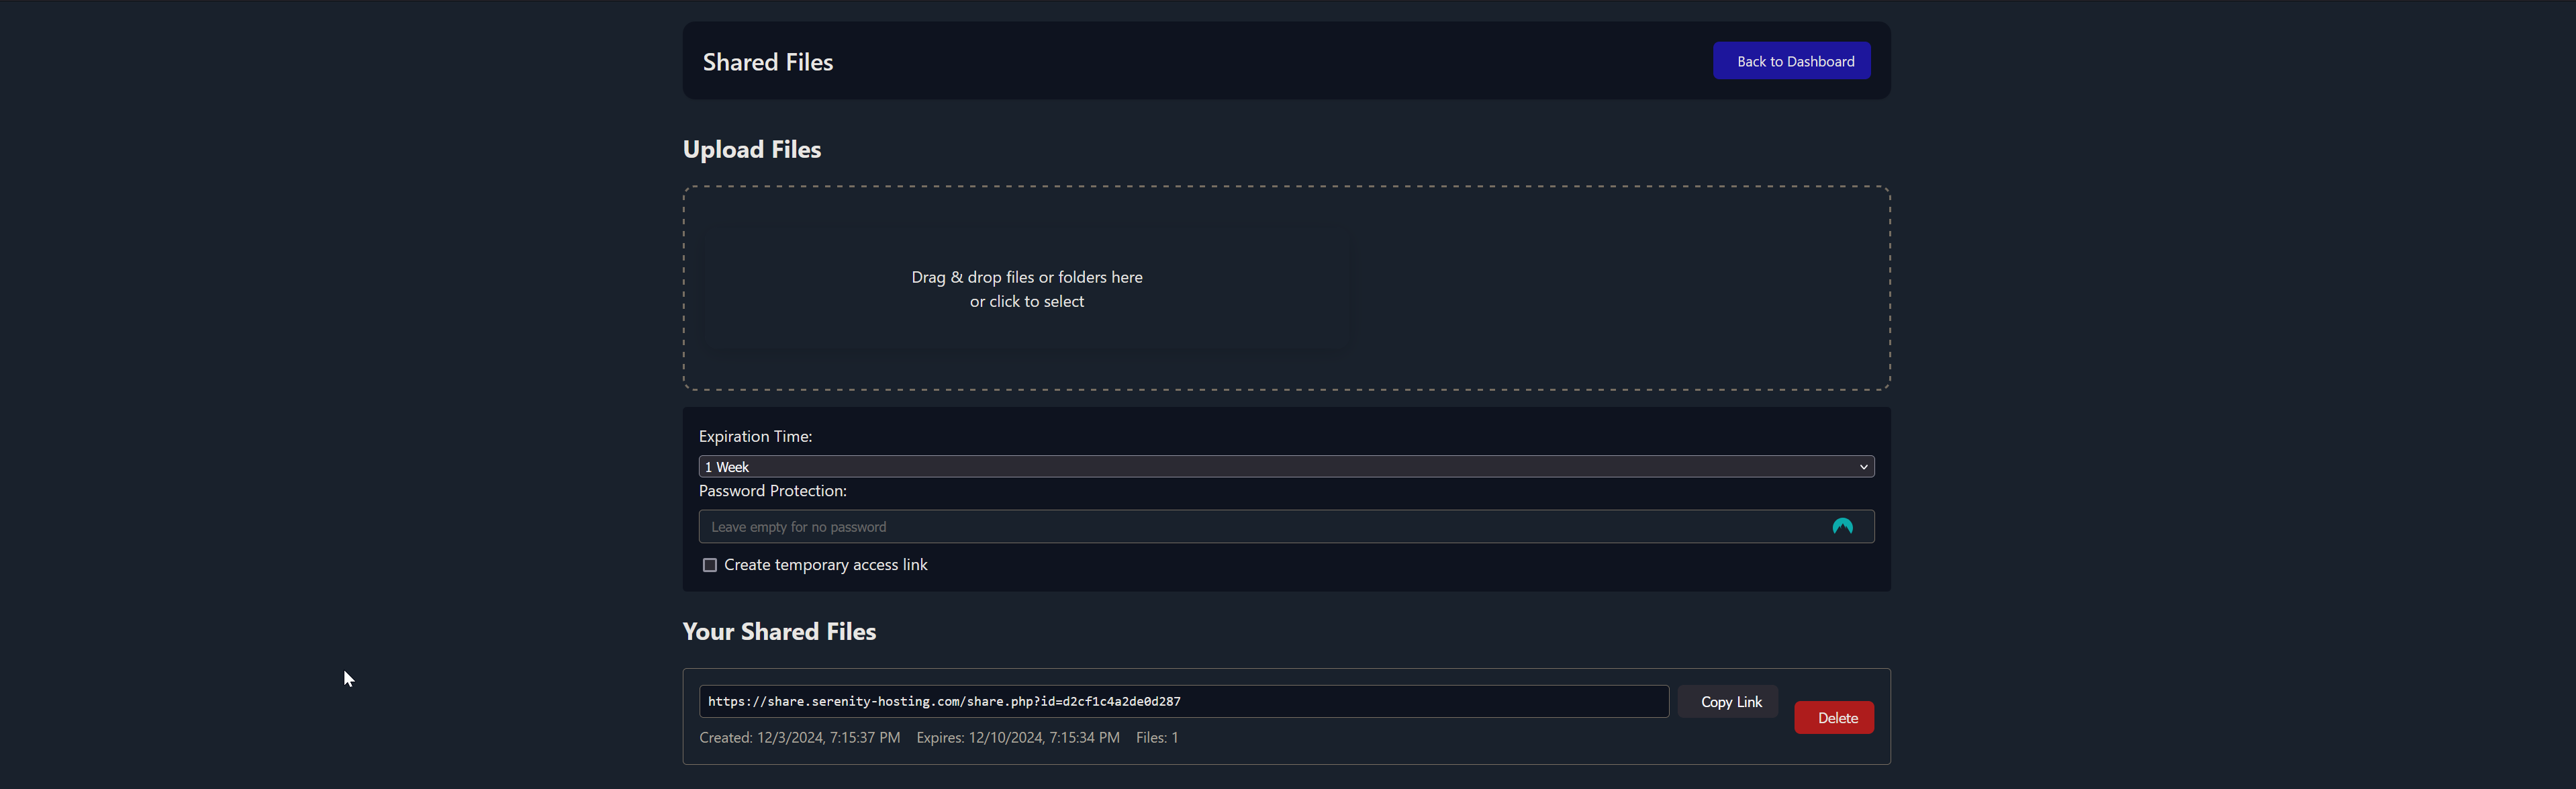 Shared Files
Back to Dashboard
Upload Files
Drag & drop files or folders here
or click to select
Expiration Time:
1 Week
Password Protection:
Leave empty for no password
Create temporary access link
Your Shared Files
https://share.serenity-hosting.com/share.php?id=d2cf1c4a2de0d287
Copy Link
Delete
Created: 12/3/2024, 7:15:37 PM Expires: 12/10/2024, 7:15:34 PM Files: 1